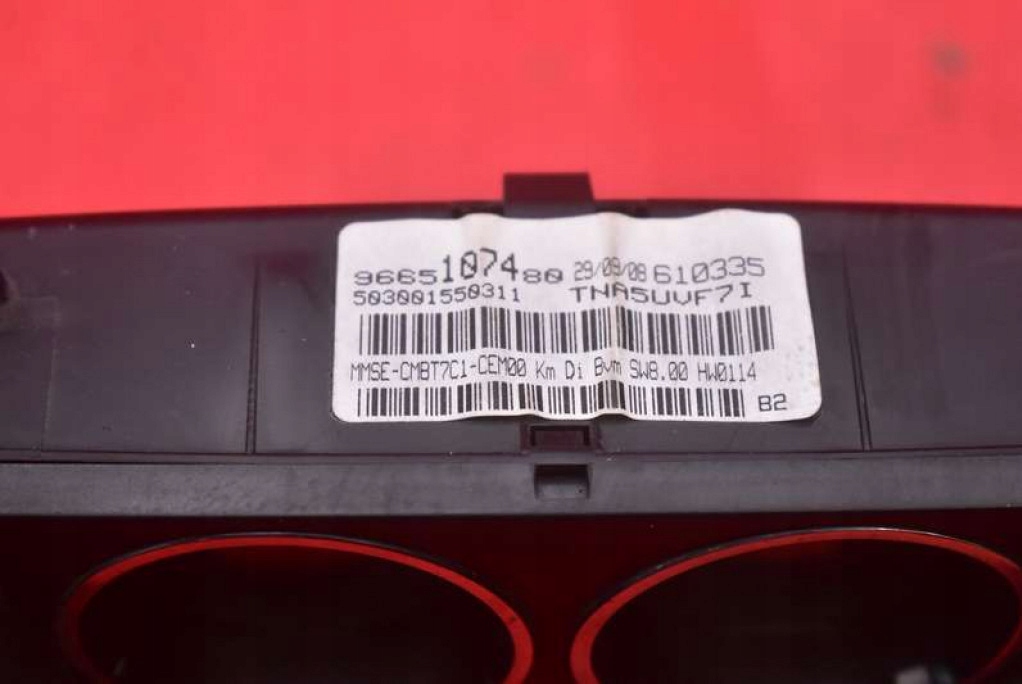 9665107480 29/09/08 610335
503001550311 TNA5UVF7I
MMSE-CMBT7C1-CEM00 Km Di Bvm SW8.00 HW0114
B2